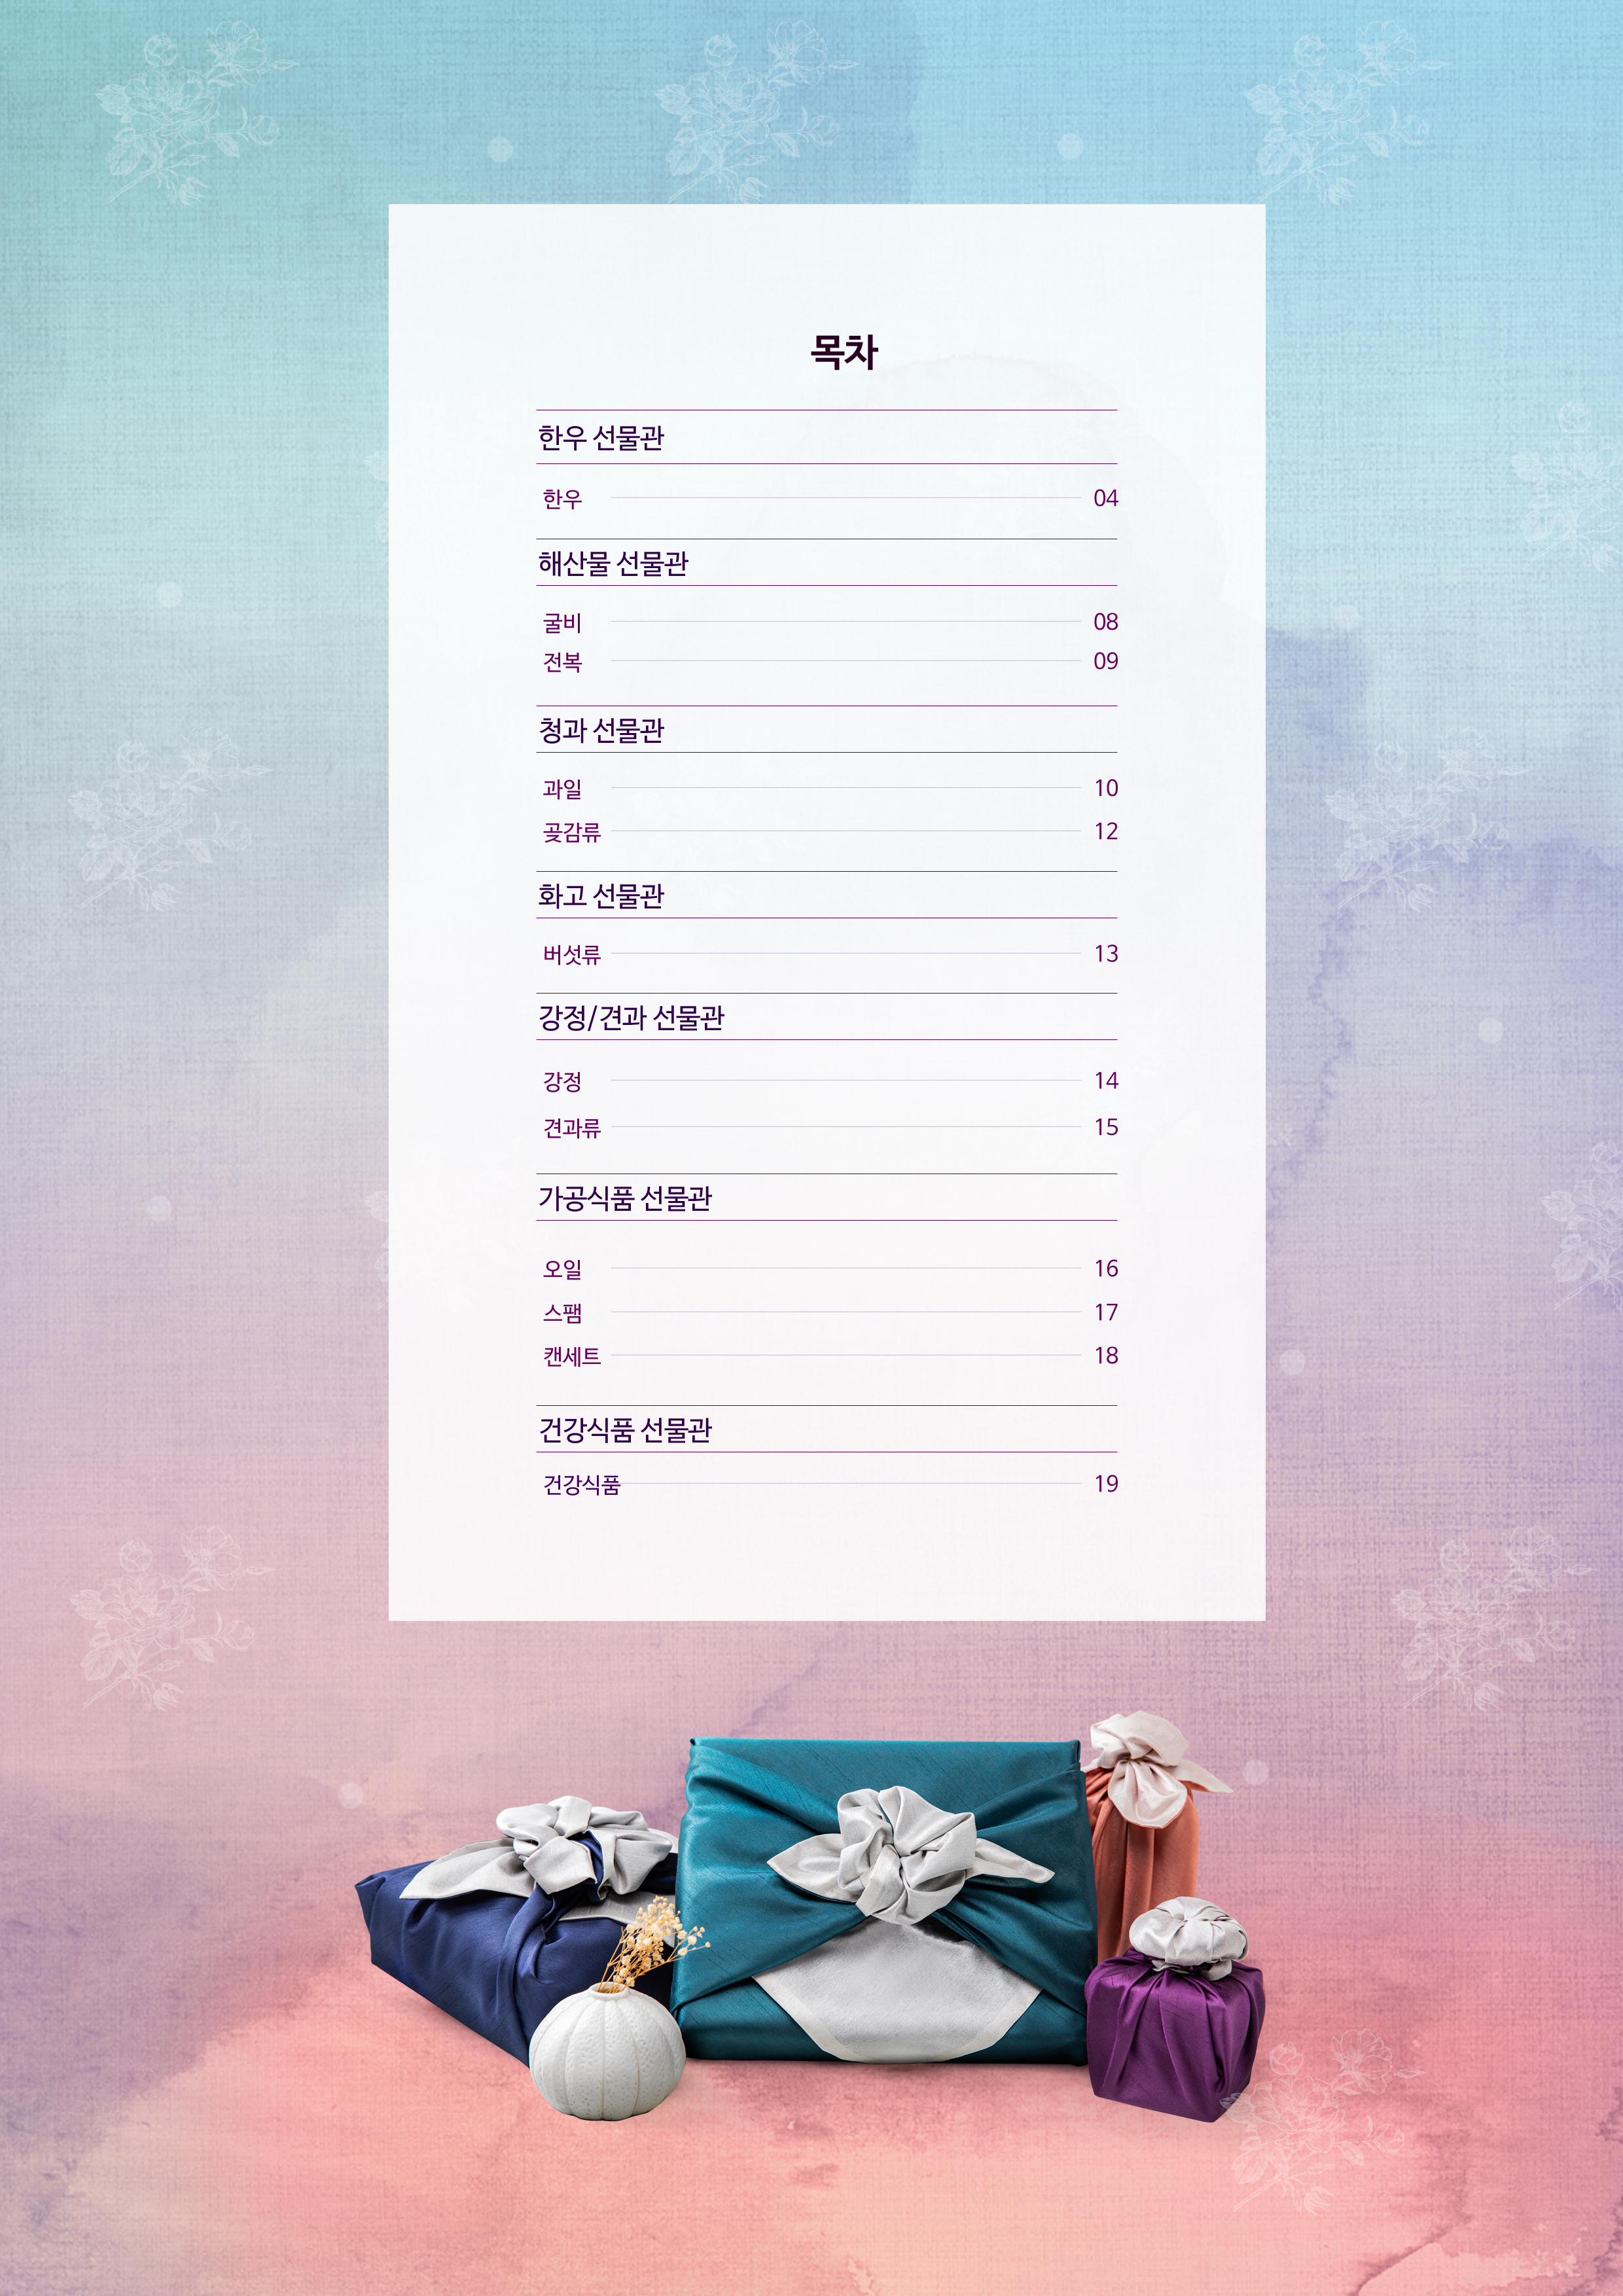 목차
한우 선물관
한우 04
해산물 선물관
굴비 08
전복 09
청과 선물관
과일 10
곶감류 12
화고 선물관
버섯류 13
강정/견과 선물관
강정 14
견과류 15
가공식품 선물관
오일 16
스팸 17
캔세트 18
건강식품 선물관
건강식품 19